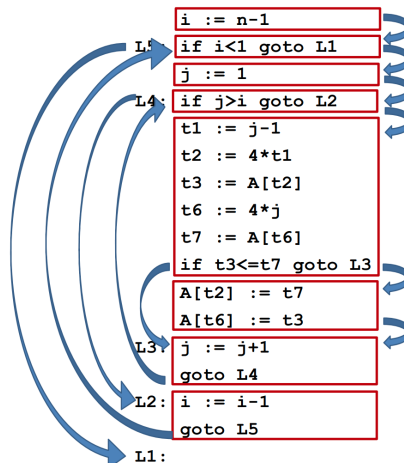 i := n-1
L5: if i<1 goto L1
j := 1
L4: if j>i goto L2
t1 := j-1
t2 := 4*t1
t3 := A[t2]
t6 := 4*j
t7 := A[t6]
if t3<=t7 goto L3
A[t2] := t7
A[t6] := t3
L3: j := j+1
goto L4
L2: i := i-1
goto L5
L1: